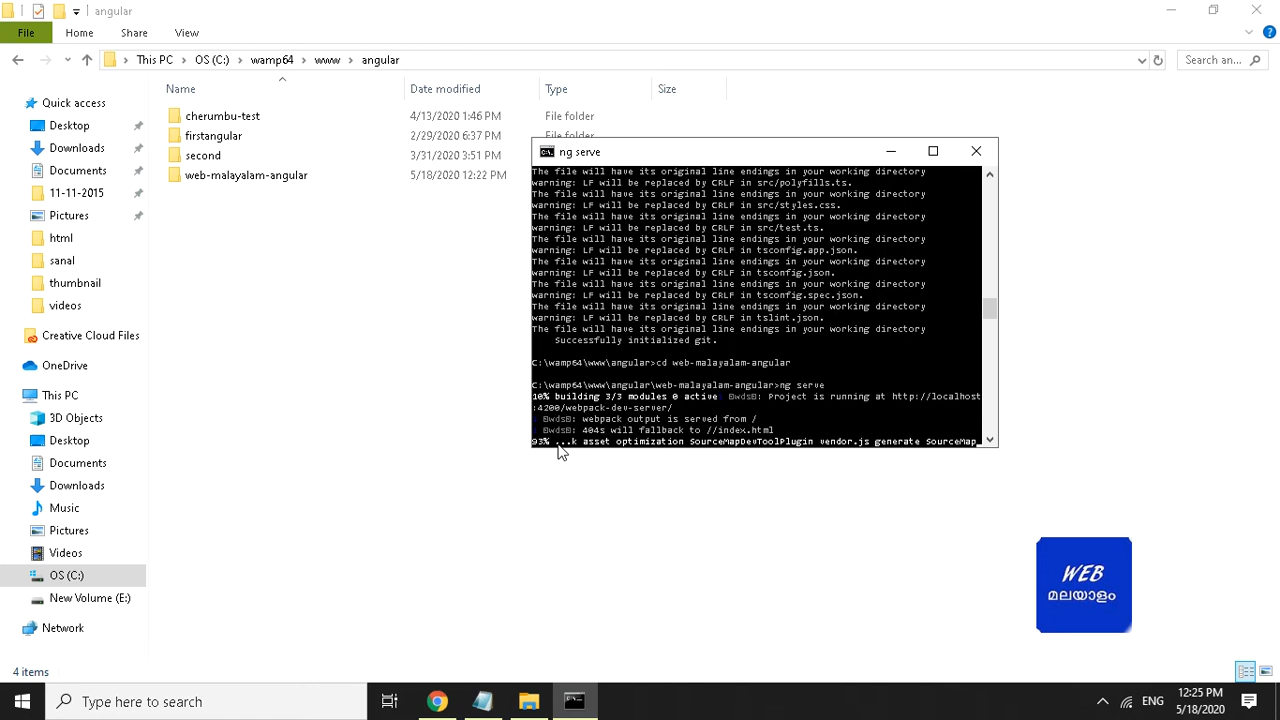 angular
File Home Share View
This PC OS (C:) wamp64 www angular
Search an...
Name Date modified Type Size
cherumbu-test 4/13/2020 1:46 PM File folder
firstangular 2/29/2020 6:37 PM File folder
second 3/31/2020 3:51 PM
web-malayalam-angular 5/18/2020 12:22 PM
Quick access
Desktop
Downloads
Documents
11-11-2015
Pictures
html
sanal
thumbnail
videos
Creative Cloud Files
OneDrive
This PC
3D Objects
Desktop
Documents
Downloads
Music
Pictures
Videos
OS (C:)
New Volume (E:)
Network
4 items
ng serve
The file will have its original line endings in your working directory
warning: LF will be replaced by CRLF in src/polyfills.ts.
The file will have its original line endings in your working directory
warning: LF will be replaced by CRLF in src/styles.css.
The file will have its original line endings in your working directory
warning: LF will be replaced by CRLF in src/test.ts.
The file will have its original line endings in your working directory
warning: LF will be replaced by CRLF in tsconfig.app.json.
The file will have its original line endings in your working directory
warning: LF will be replaced by CRLF in tsconfig.json.
The file will have its original line endings in your working directory
warning: LF will be replaced by CRLF in tsconfig.spec.json.
The file will have its original line endings in your working directory
warning: LF will be replaced by CRLF in tslint.json.
The file will have its original line endings in your working directory
Successfully initialized git.
C:\wamp64\www\angular>cd web-malayalam-angular
C:\wamp64\www\angular\web-malayalam-angular>ng serve
10% building 3/3 modules 0 active wds: Project is running at http://localhost
:4200/webpack-dev-server/
wds: webpack output is served from /
wds: 404s will fallback to //index.html
93% ...k asset optimization SourceMapDevToolPlugin vendor.js generate SourceMap
WEB
മലയാളം
Type here to search
ENG
12:25 PM
5/18/2020